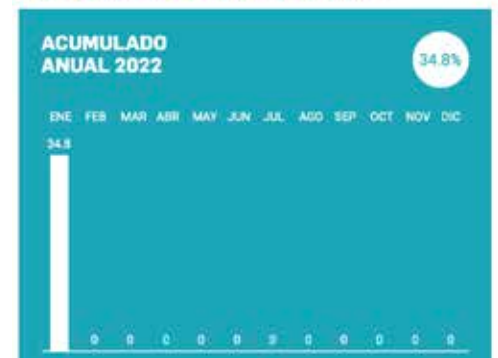 ACUMULADO
ANUAL 2022
34.8%
ENE FEB MAR ABR MAY JUN JUL AGO SEP OCT NOV DIC
34.8
0 0 0 0 0 0 0 0 0 0 0